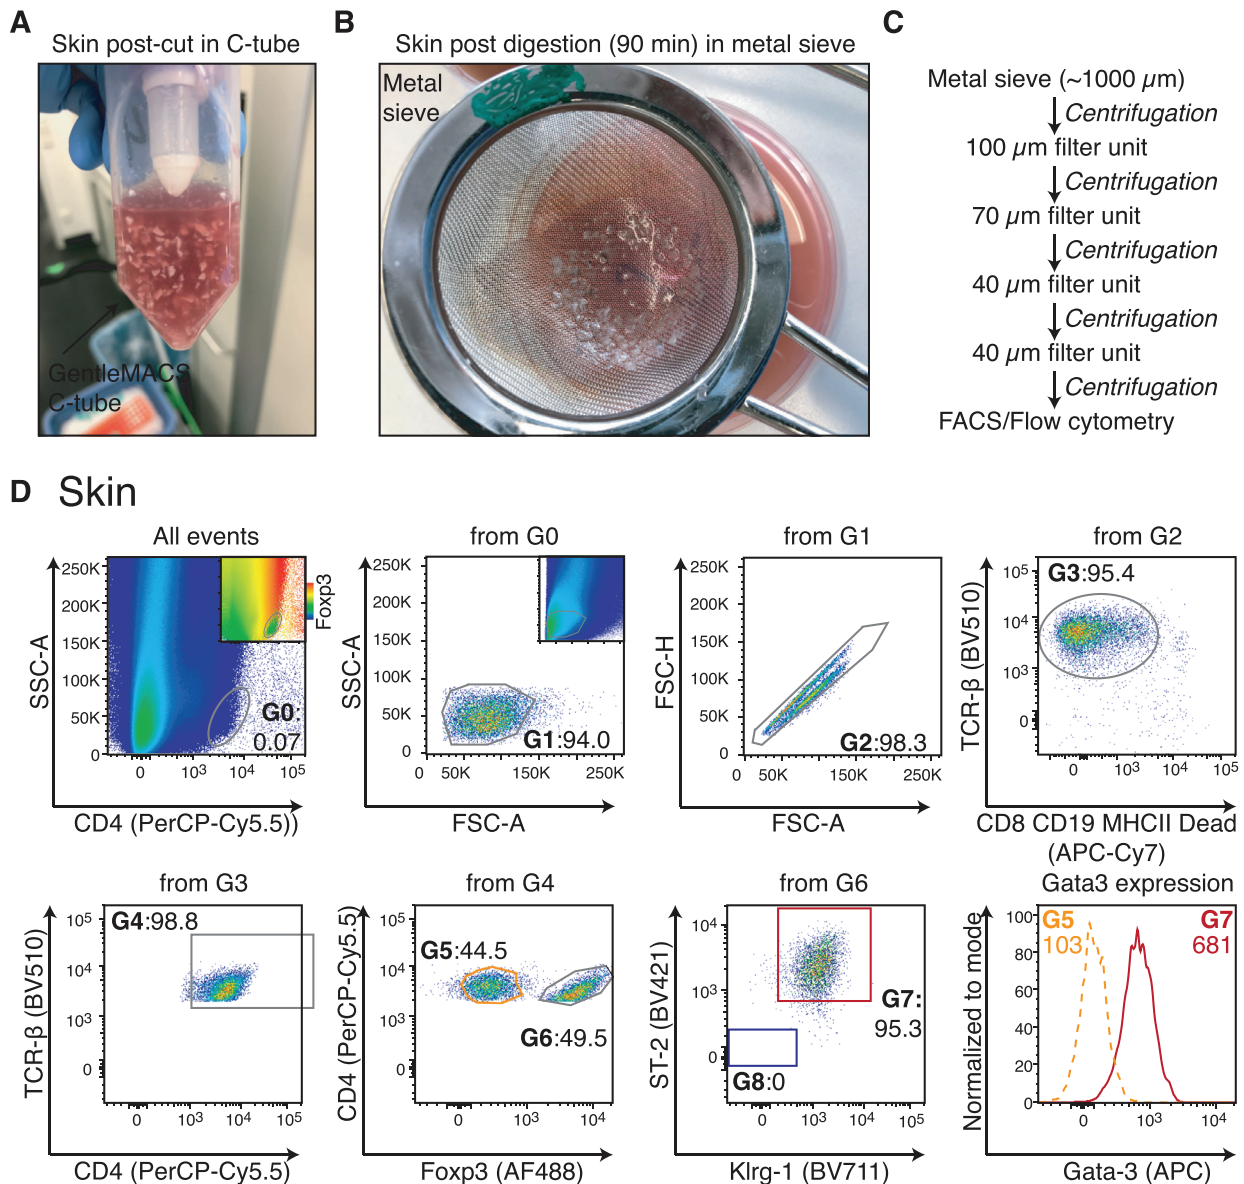 A
Skin post-cut in C-tube
GentleMACS
C-tube
B
Skin post digestion (90 min) in metal sieve
Metal
sieve
C
Metal sieve (~1000 µm)
Centrifugation
100 µm filter unit
Centrifugation
70 µm filter unit
Centrifugation
40 µm filter unit
Centrifugation
40 µm filter unit
Centrifugation
FACS/Flow cytometry
D Skin
All events
250K
200K
150K
100K
50K
0
SSC-A
Foxp3
G0:
0.07
0 10³ 10⁴ 10⁵
CD4 (PerCP-Cy5.5))
from G0
250K
200K
150K
100K
50K
0
SSC-A
G1:94.0
0 50K 150K 250K
FSC-A
from G1
250K
200K
150K
100K
50K
0
FSC-H
G2:98.3
0 50K 150K 250K
FSC-A
from G2
G3:95.4
10⁵
10⁴
10³
0
TCR-β (BV510)
0 10³ 10⁴ 10⁵
CD8 CD19 MHCII Dead
(APC-Cy7)
from G3
G4:98.8
10⁵
10⁴
10³
0
TCR-β (BV510)
0 10³ 10⁴ 10⁵
CD4 (PerCP-Cy5.5)
from G4
10⁵
10⁴
10³
0
CD4 (PerCP-Cy5.5)
G5:44.5
G6:49.5
0 10³ 10⁴
Foxp3 (AF488)
from G6
10⁴
10³
0
ST-2 (BV421)
G7:
95.3
G8:0
0 10³ 10⁴
Klrg-1 (BV711)
Gata3 expression
100
80
60
40
20
0
Normalized to mode
G5
103
G7
681
0 10³ 10⁴
Gata-3 (APC)